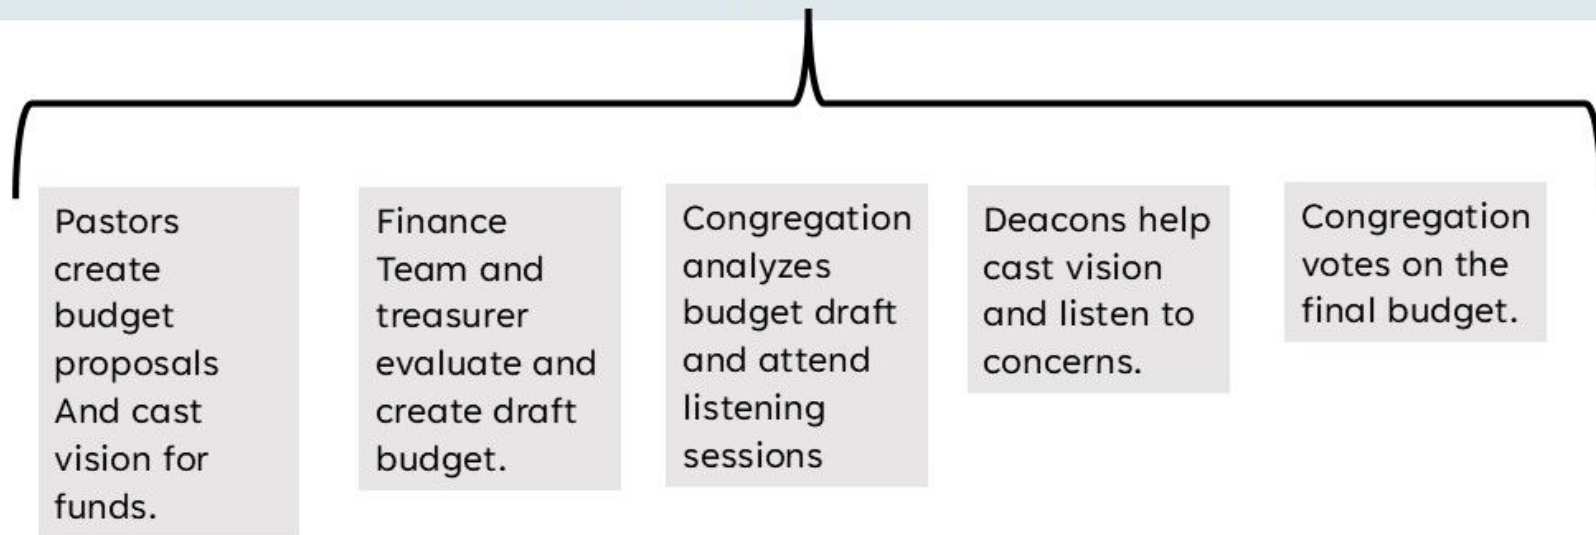 Pastors
create
budget
proposals
And cast
vision for
funds.
Finance
Team and
treasurer
evaluate and
create draft
budget.
Congregation
analyzes
budget draft
and attend
listening
sessions
Deacons help
cast vision
and listen to
concerns.
Congregation
votes on the
final budget.